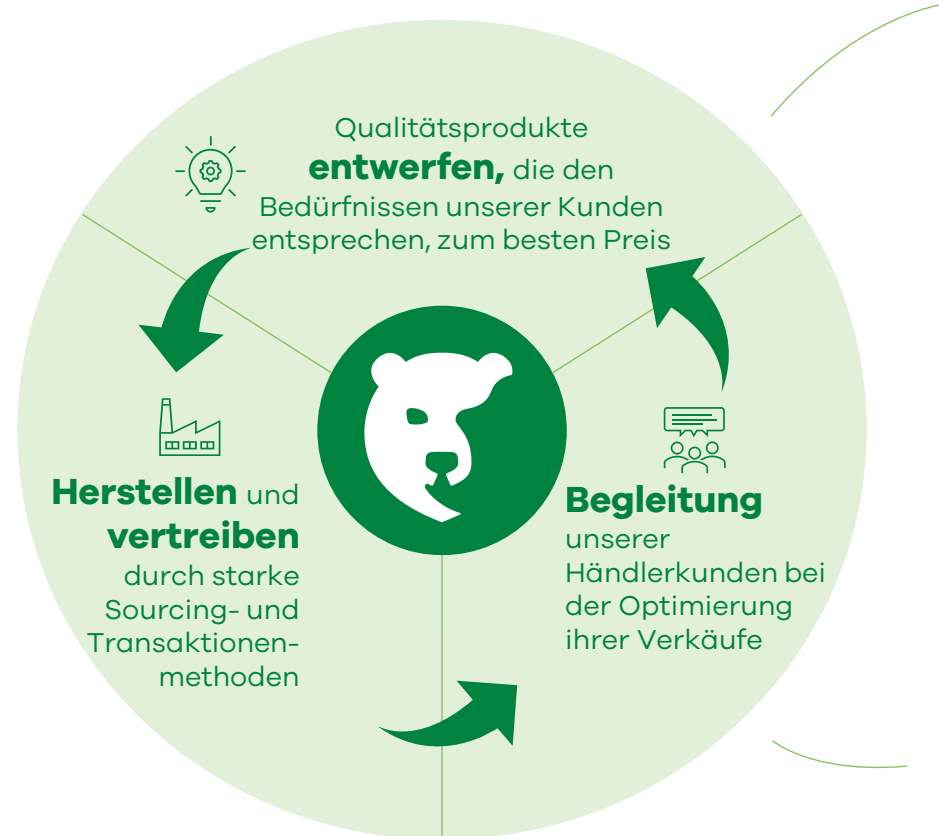 Qualitätsprodukte
entwerfen, die den
Bedürfnissen unserer Kunden
entsprechen, zum besten Preis
Herstellen und
vertreiben
durch starke
Sourcing- und
Transaktionen-
methoden
Begleitung
unserer
Händlerkunden bei
der Optimierung
ihrer Verkäufe